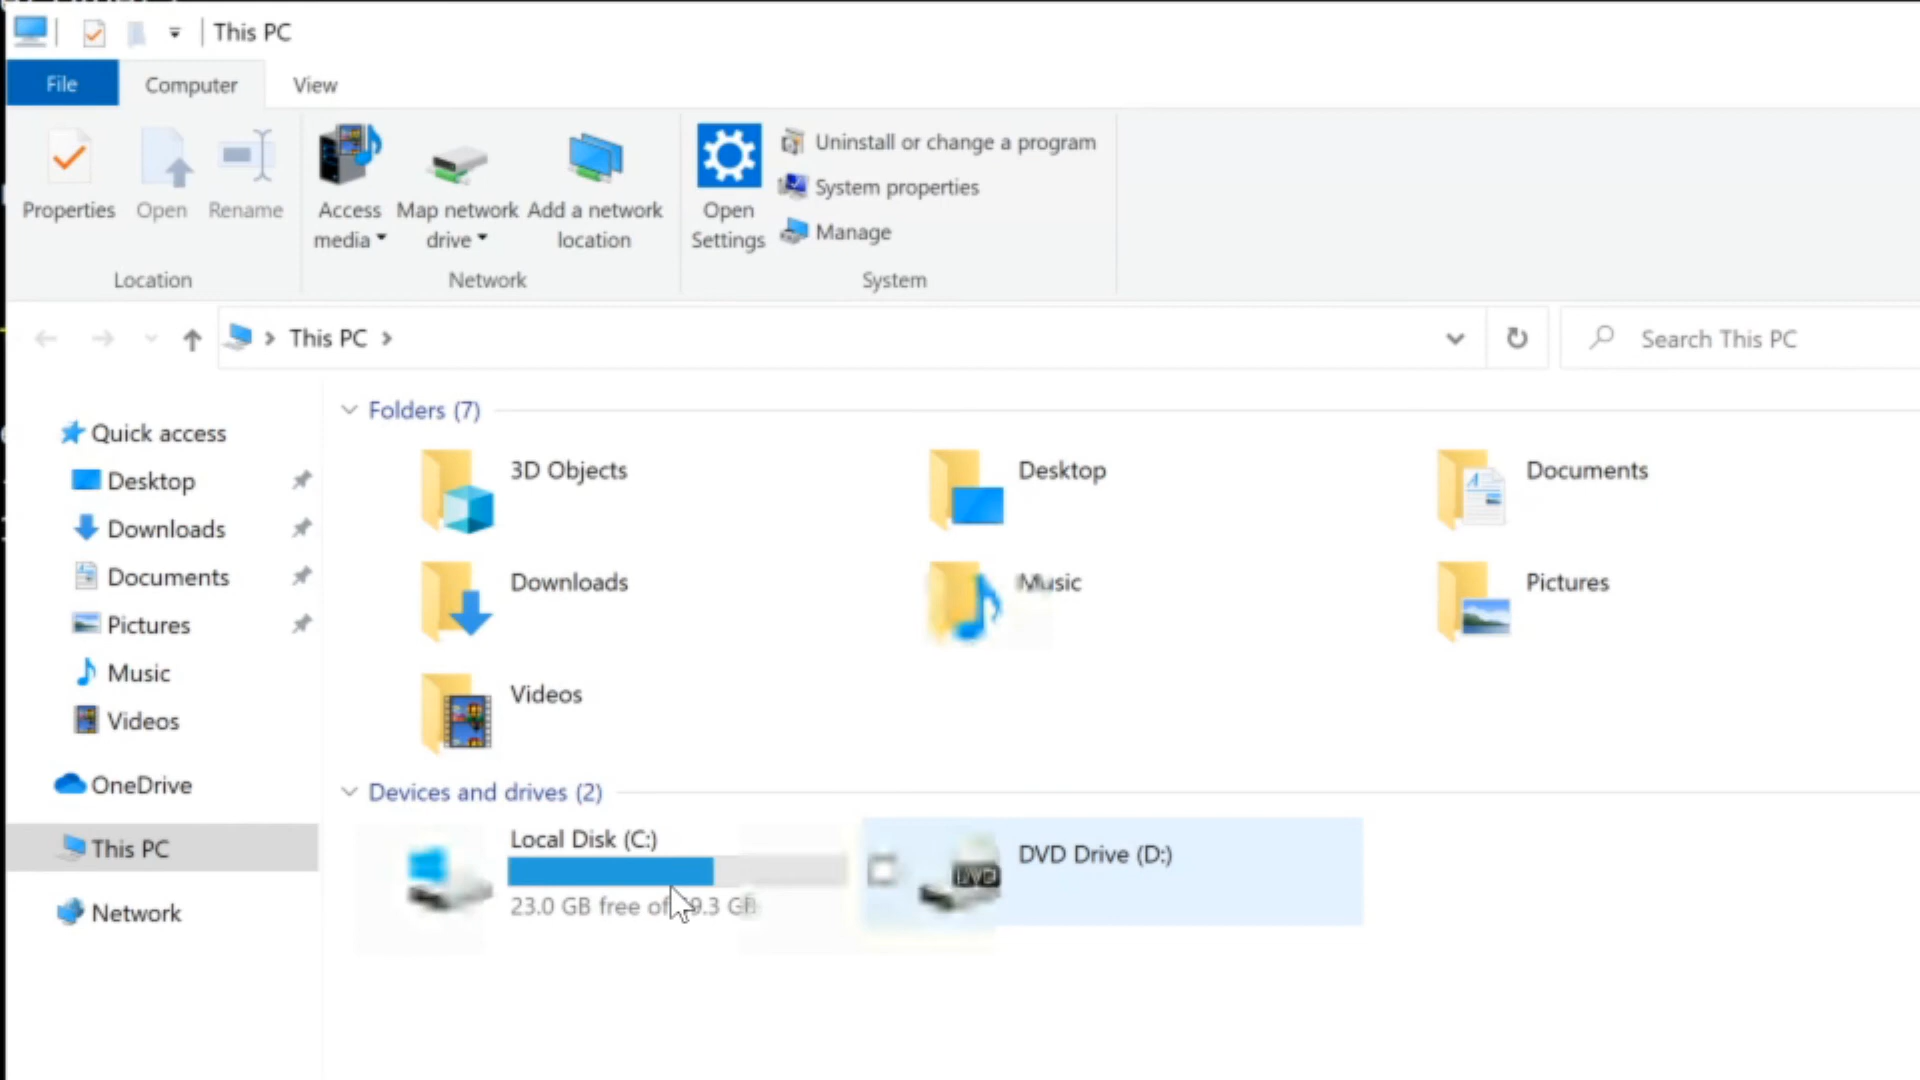 This PC
File
Computer
View
Properties
Open
Rename
Access
media
Map network
drive
Add a network
location
Open
Settings
Uninstall or change a program
System properties
Manage
Location
Network
System
This PC
Search This PC
Quick access
Desktop
Downloads
Documents
Pictures
Music
Videos
OneDrive
This PC
Network
Folders (7)
3D Objects
Desktop
Documents
Downloads
Music
Pictures
Videos
Devices and drives (2)
Local Disk (C:)
23.0 GB free of GB
DVD Drive (D:)
DVD